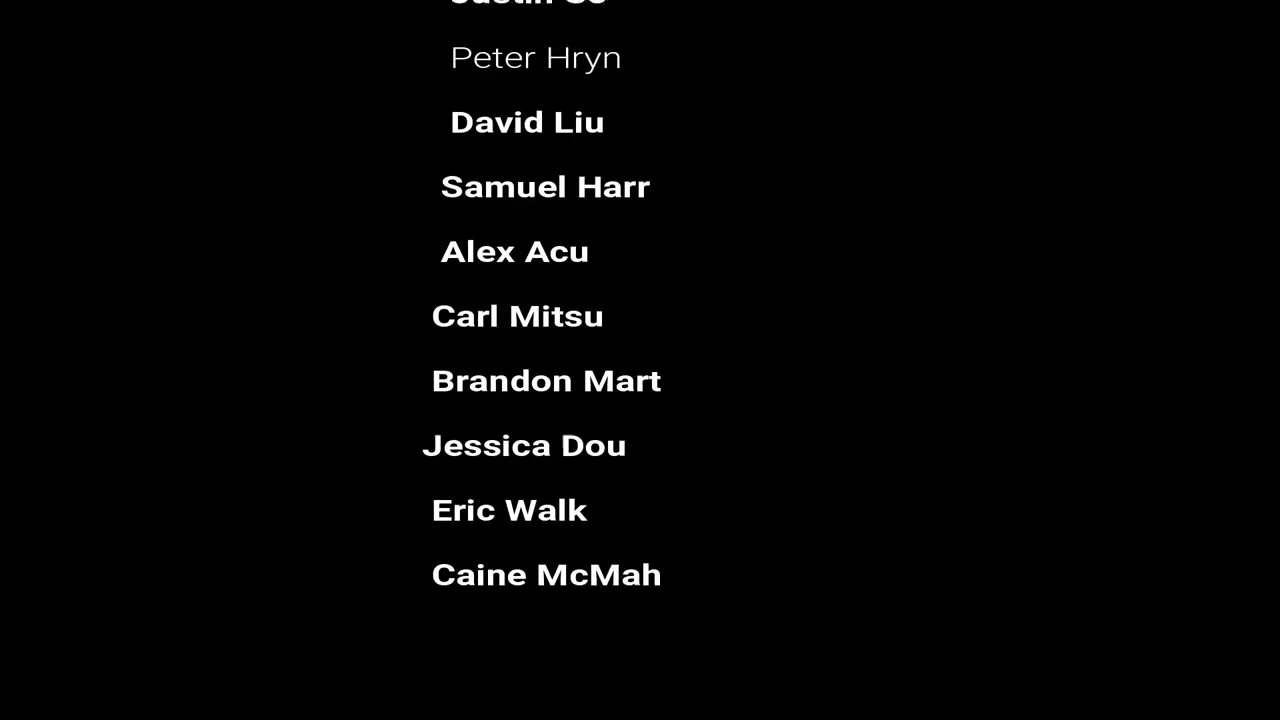 Peter Hryn
David Liu
Samuel Harr
Alex Acu
Carl Mitsu
Brandon Mart
Jessica Dou
Eric Walk
Caine McMah